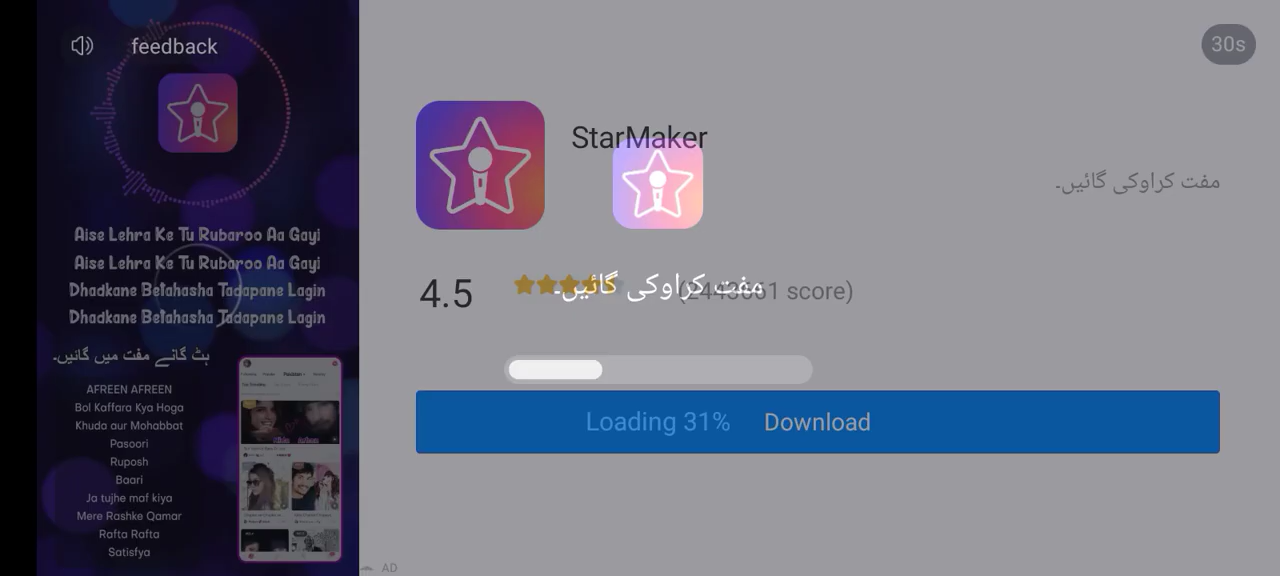 feedback
30s
StarMaker
مفت کراوکی گائیں۔
4.5
score)
مفت کراوکی گائیں۔
Loading 31%
Download
Aise Lehra Ke Tu Rubaroo Aa Gayi
Aise Lehra Ke Tu Rubaroo Aa Gayi
Dhadkane Betahasha Tadapane Lagin
Dhadkane Betahasha Tadapane Lagin
ہٹ گانے مفت میں گائیں۔
AFREEN AFREEN
Bol Kaffara Kya Hoga
Khuda aur Mohabbat
Pasoori
Ruposh
Baari
Ja tujhe maf kiya
Mere Rashke Qamar
Rafta Rafta
Satisfya
AD